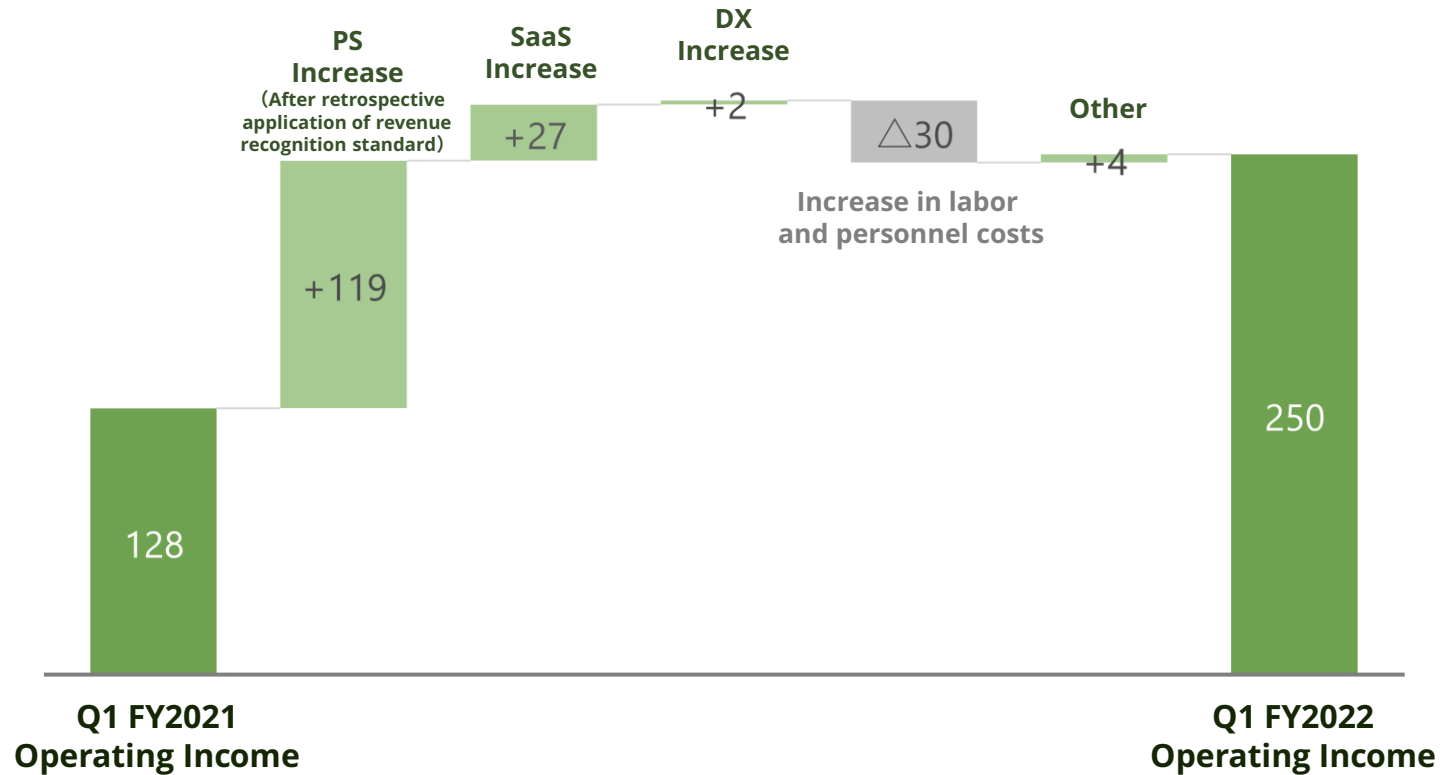 PS
Increase
（After retrospective
application of revenue
recognition standard）
+119
SaaS
Increase
+27
DX
Increase
+2
△30
Increase in labor
and personnel costs
Other
+4
128
250
Q1 FY2021
Operating Income
Q1 FY2022
Operating Income